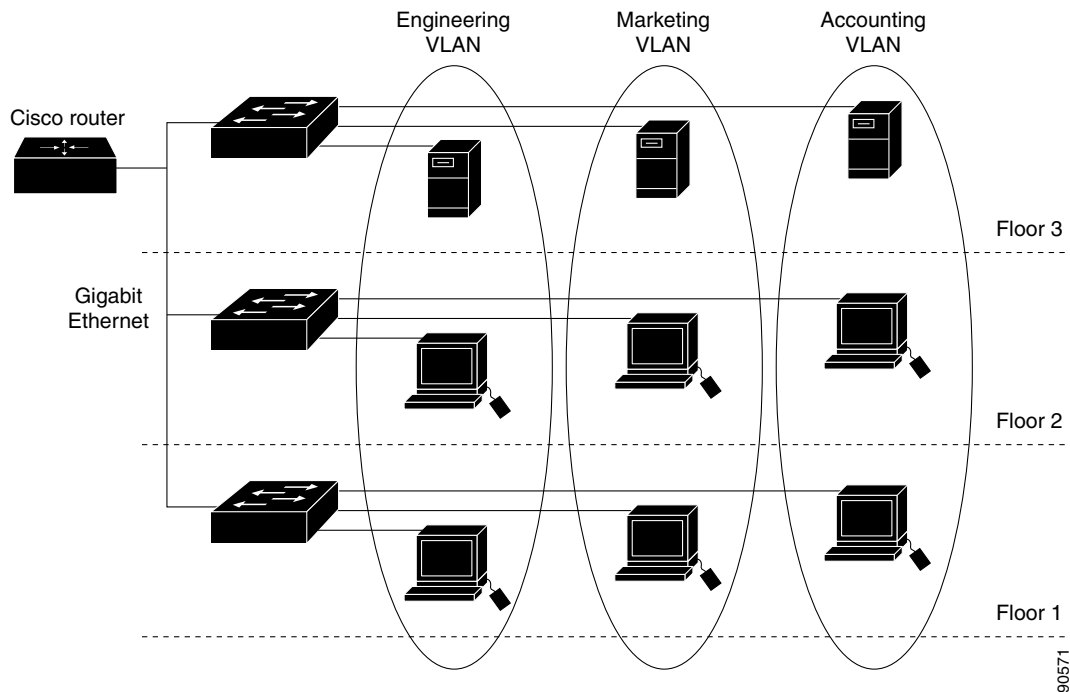 Engineering
VLAN
Marketing
VLAN
Accounting
VLAN
Cisco router
Floor 3
Gigabit
Ethernet
Floor 2
Floor 1
90571